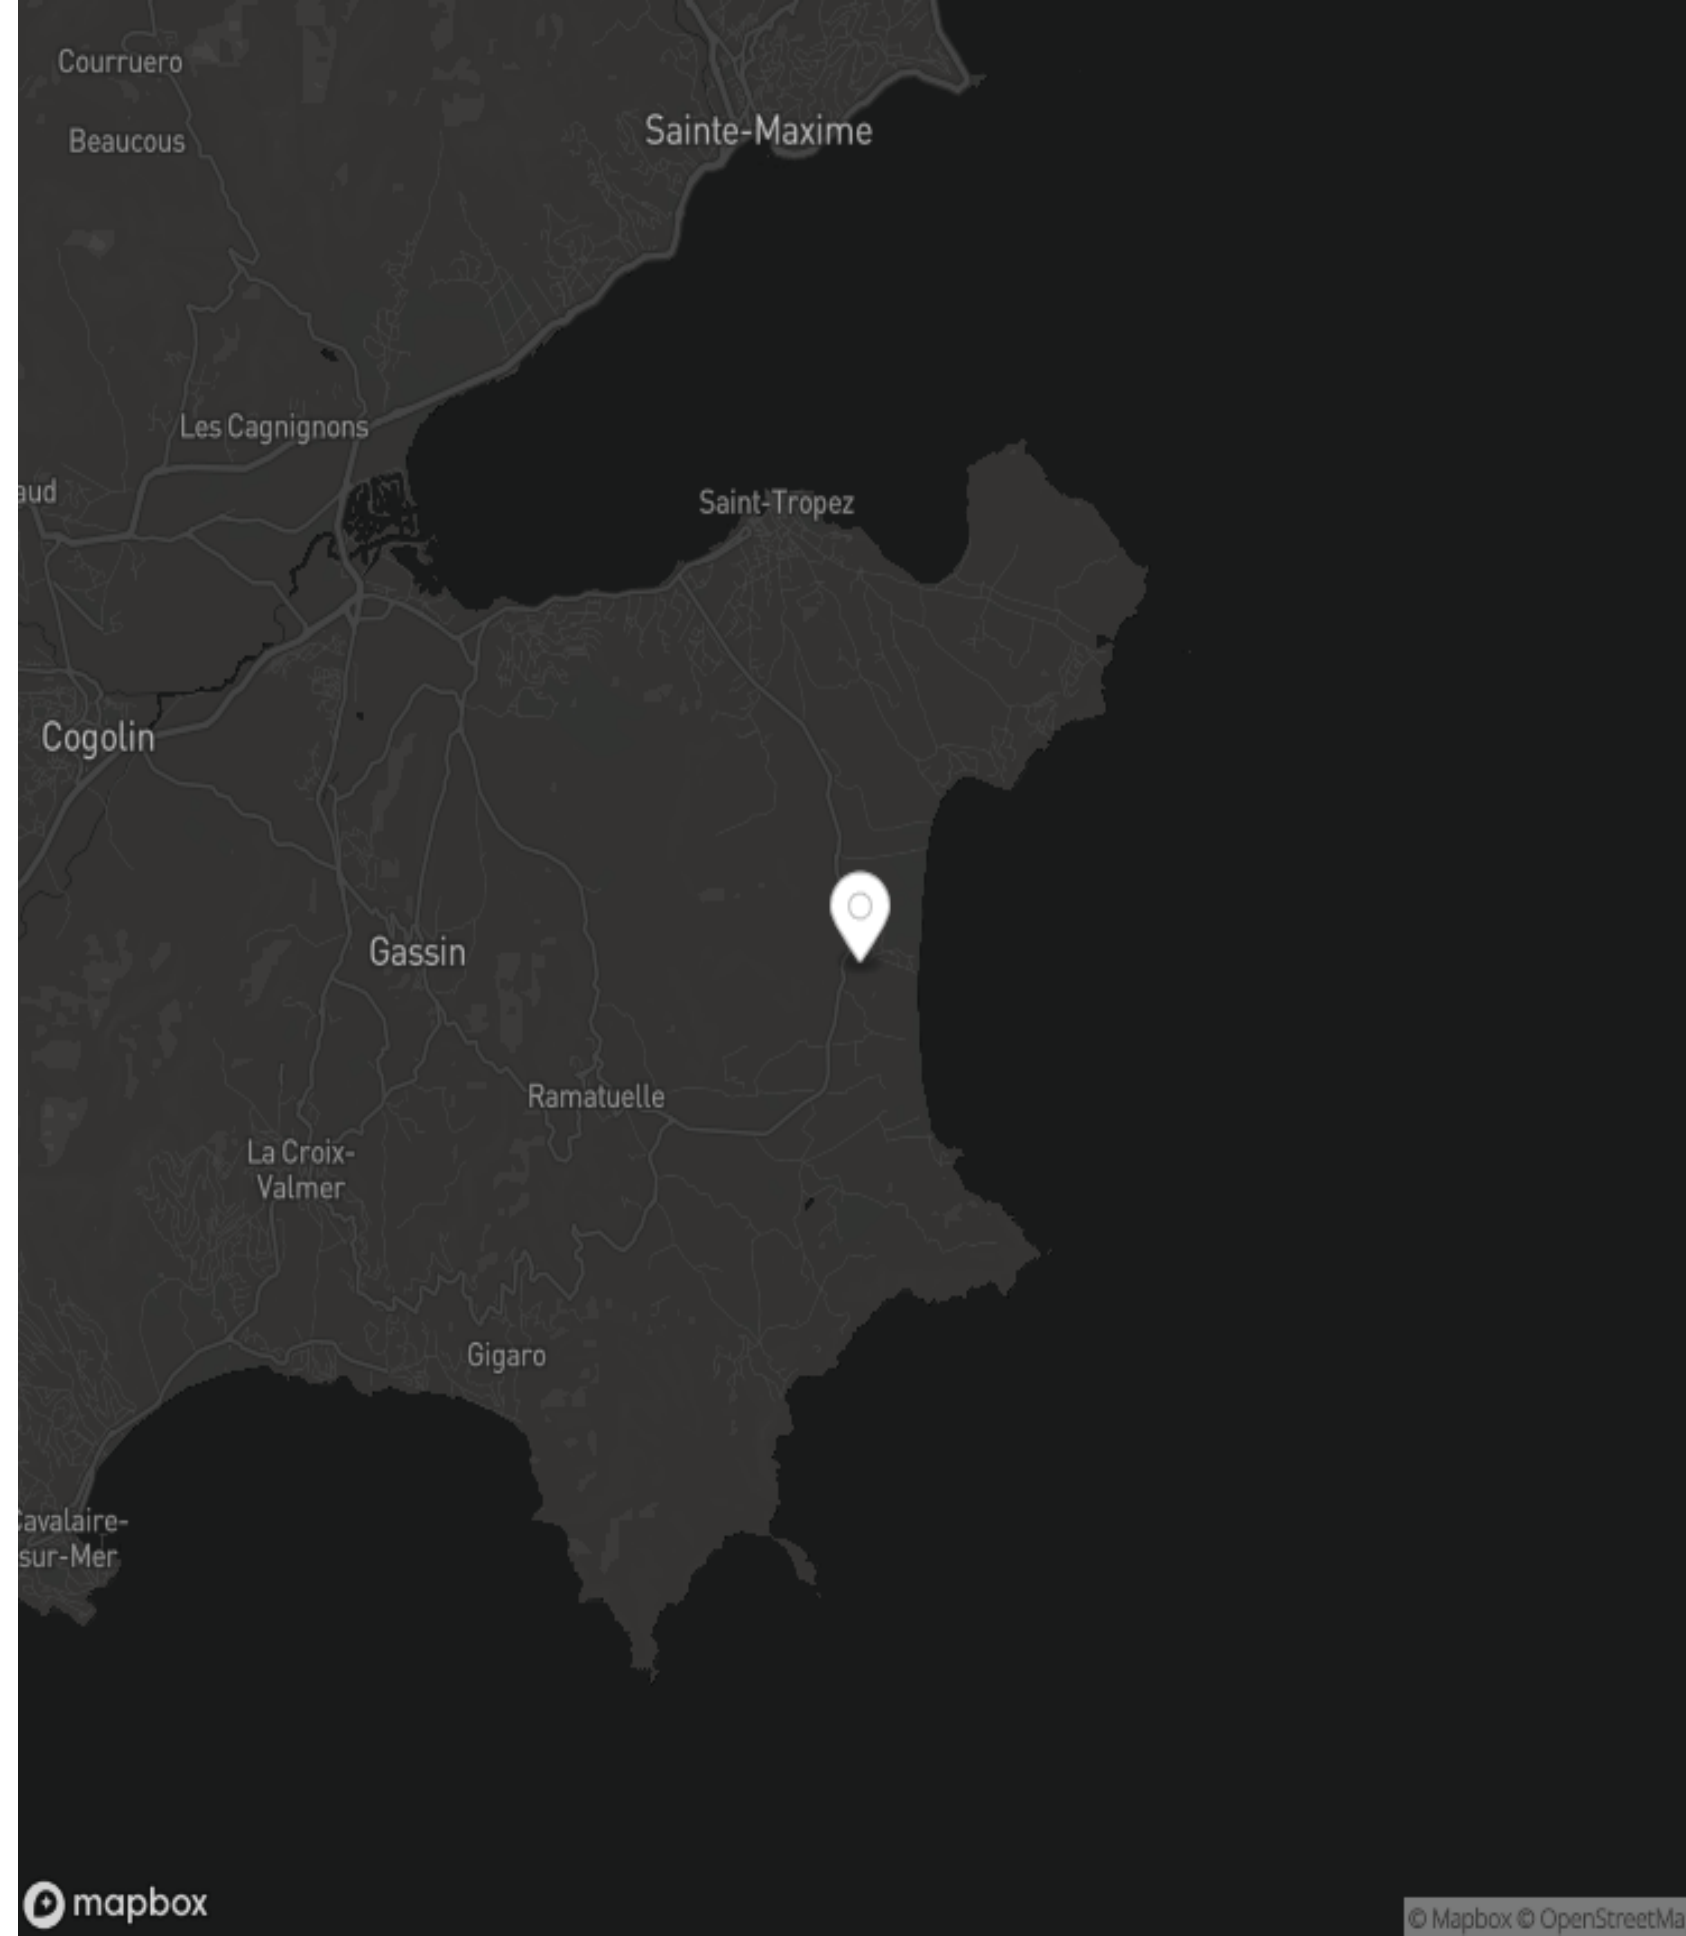 Courruero
Beaucous
Sainte-Maxime
Les Cagnignons
aud
Saint-Tropez
Cogolin
Gassin
Ramatuelle
La Croix-
Valmer
Gigaro
Cavalaire-
sur-Mer
mapbox
© Mapbox © OpenStreetMa